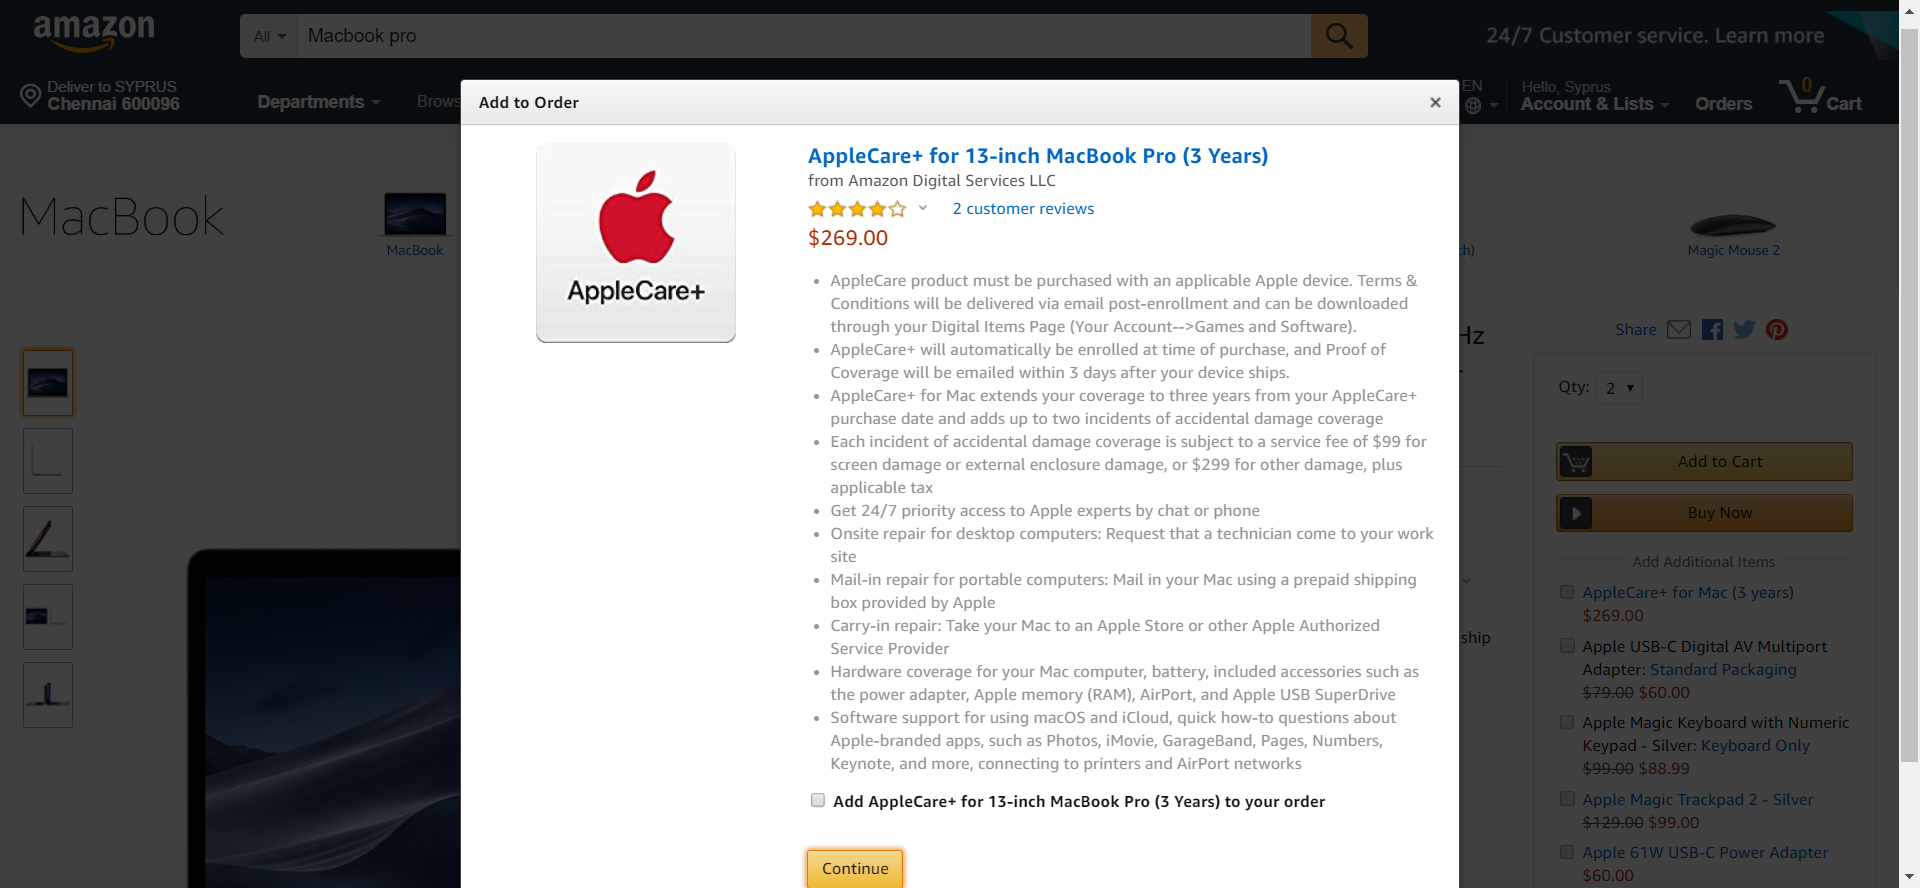 amazon
All
Macbook pro
24/7 Customer service. Learn more
Deliver to SYPRUS
Chennai 600096
Departments
Brows
EN
Hello, Syprus
Account & Lists
Orders
0
Cart
Add to Order
×
MacBook
MacBook
Magic Mouse 2
AppleCare+
AppleCare+ for 13-inch MacBook Pro (3 Years)
from Amazon Digital Services LLC
2 customer reviews
$269.00
AppleCare product must be purchased with an applicable Apple device. Terms &
Conditions will be delivered via email post-enrollment and can be downloaded
through your Digital Items Page (Your Account-->Games and Software).
AppleCare+ will automatically be enrolled at time of purchase, and Proof of
Coverage will be emailed within 3 days after your device ships.
AppleCare+ for Mac extends your coverage to three years from your AppleCare+
purchase date and adds up to two incidents of accidental damage coverage
Each incident of accidental damage coverage is subject to a service fee of $99 for
screen damage or external enclosure damage, or $299 for other damage, plus
applicable tax
Get 24/7 priority access to Apple experts by chat or phone
Onsite repair for desktop computers: Request that a technician come to your work
site
Mail-in repair for portable computers: Mail in your Mac using a prepaid shipping
box provided by Apple
Carry-in repair: Take your Mac to an Apple Store or other Apple Authorized
Service Provider
Hardware coverage for your Mac computer, battery, included accessories such as
the power adapter, Apple memory (RAM), AirPort, and Apple USB SuperDrive
Software support for using macOS and iCloud, quick how-to questions about
Apple-branded apps, such as Photos, iMovie, GarageBand, Pages, Numbers,
Keynote, and more, connecting to printers and AirPort networks
Add AppleCare+ for 13-inch MacBook Pro (3 Years) to your order
Continue
Hz
ship
Share
Qty: 2
Add to Cart
Buy Now
Add Additional Items
AppleCare+ for Mac (3 years)
$269.00
Apple USB-C Digital AV Multiport
Adapter: Standard Packaging
$79.00 $60.00
Apple Magic Keyboard with Numeric
Keypad - Silver: Keyboard Only
$99.00 $88.99
Apple Magic Trackpad 2 - Silver
$129.00 $99.00
Apple 61W USB-C Power Adapter
$60.00